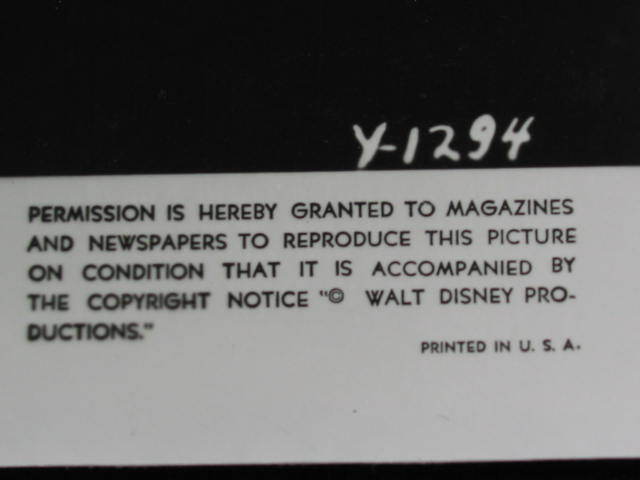 Y-1294
PERMISSION IS HEREBY GRANTED TO MAGAZINES
AND NEWSPAPERS TO REPRODUCE THIS PICTURE
ON CONDITION THAT IT IS ACCOMPANIED BY
THE COPYRIGHT NOTICE "© WALT DISNEY PRO-
DUCTIONS."
PRINTED IN U. S. A.